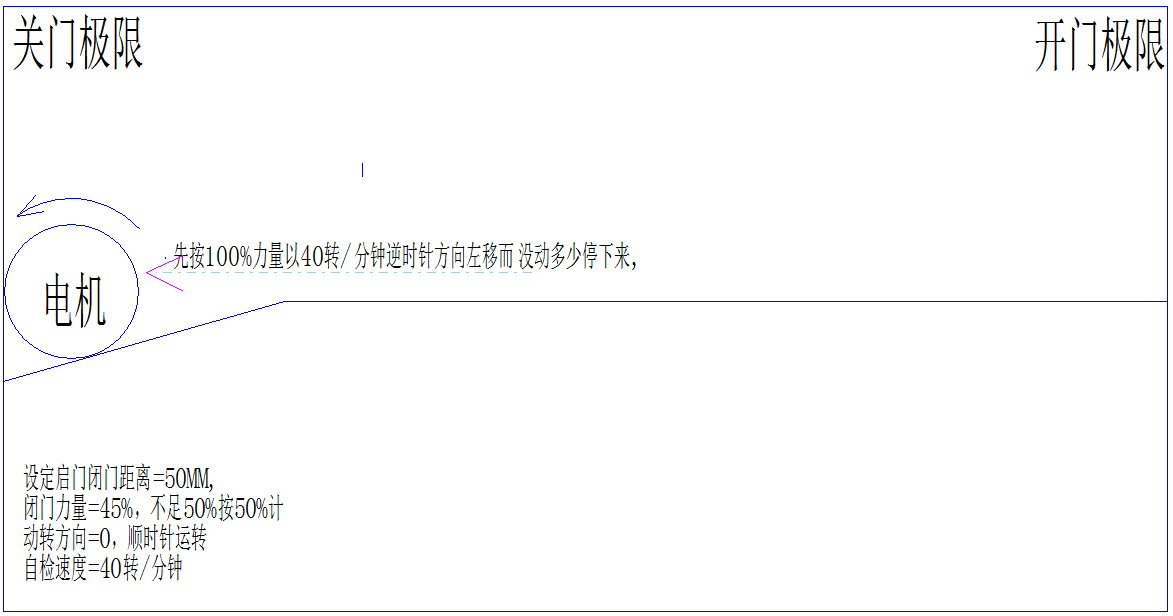 关门极限
开门极限
先按100%力量以40转/分钟逆时针方向左移而 没动多少停下来,
电机
设定启门闭门距离=50MM,
闭门力量=45%，不足50%按50%计
动转方向=0，顺时针运转
自检速度=40转/分钟